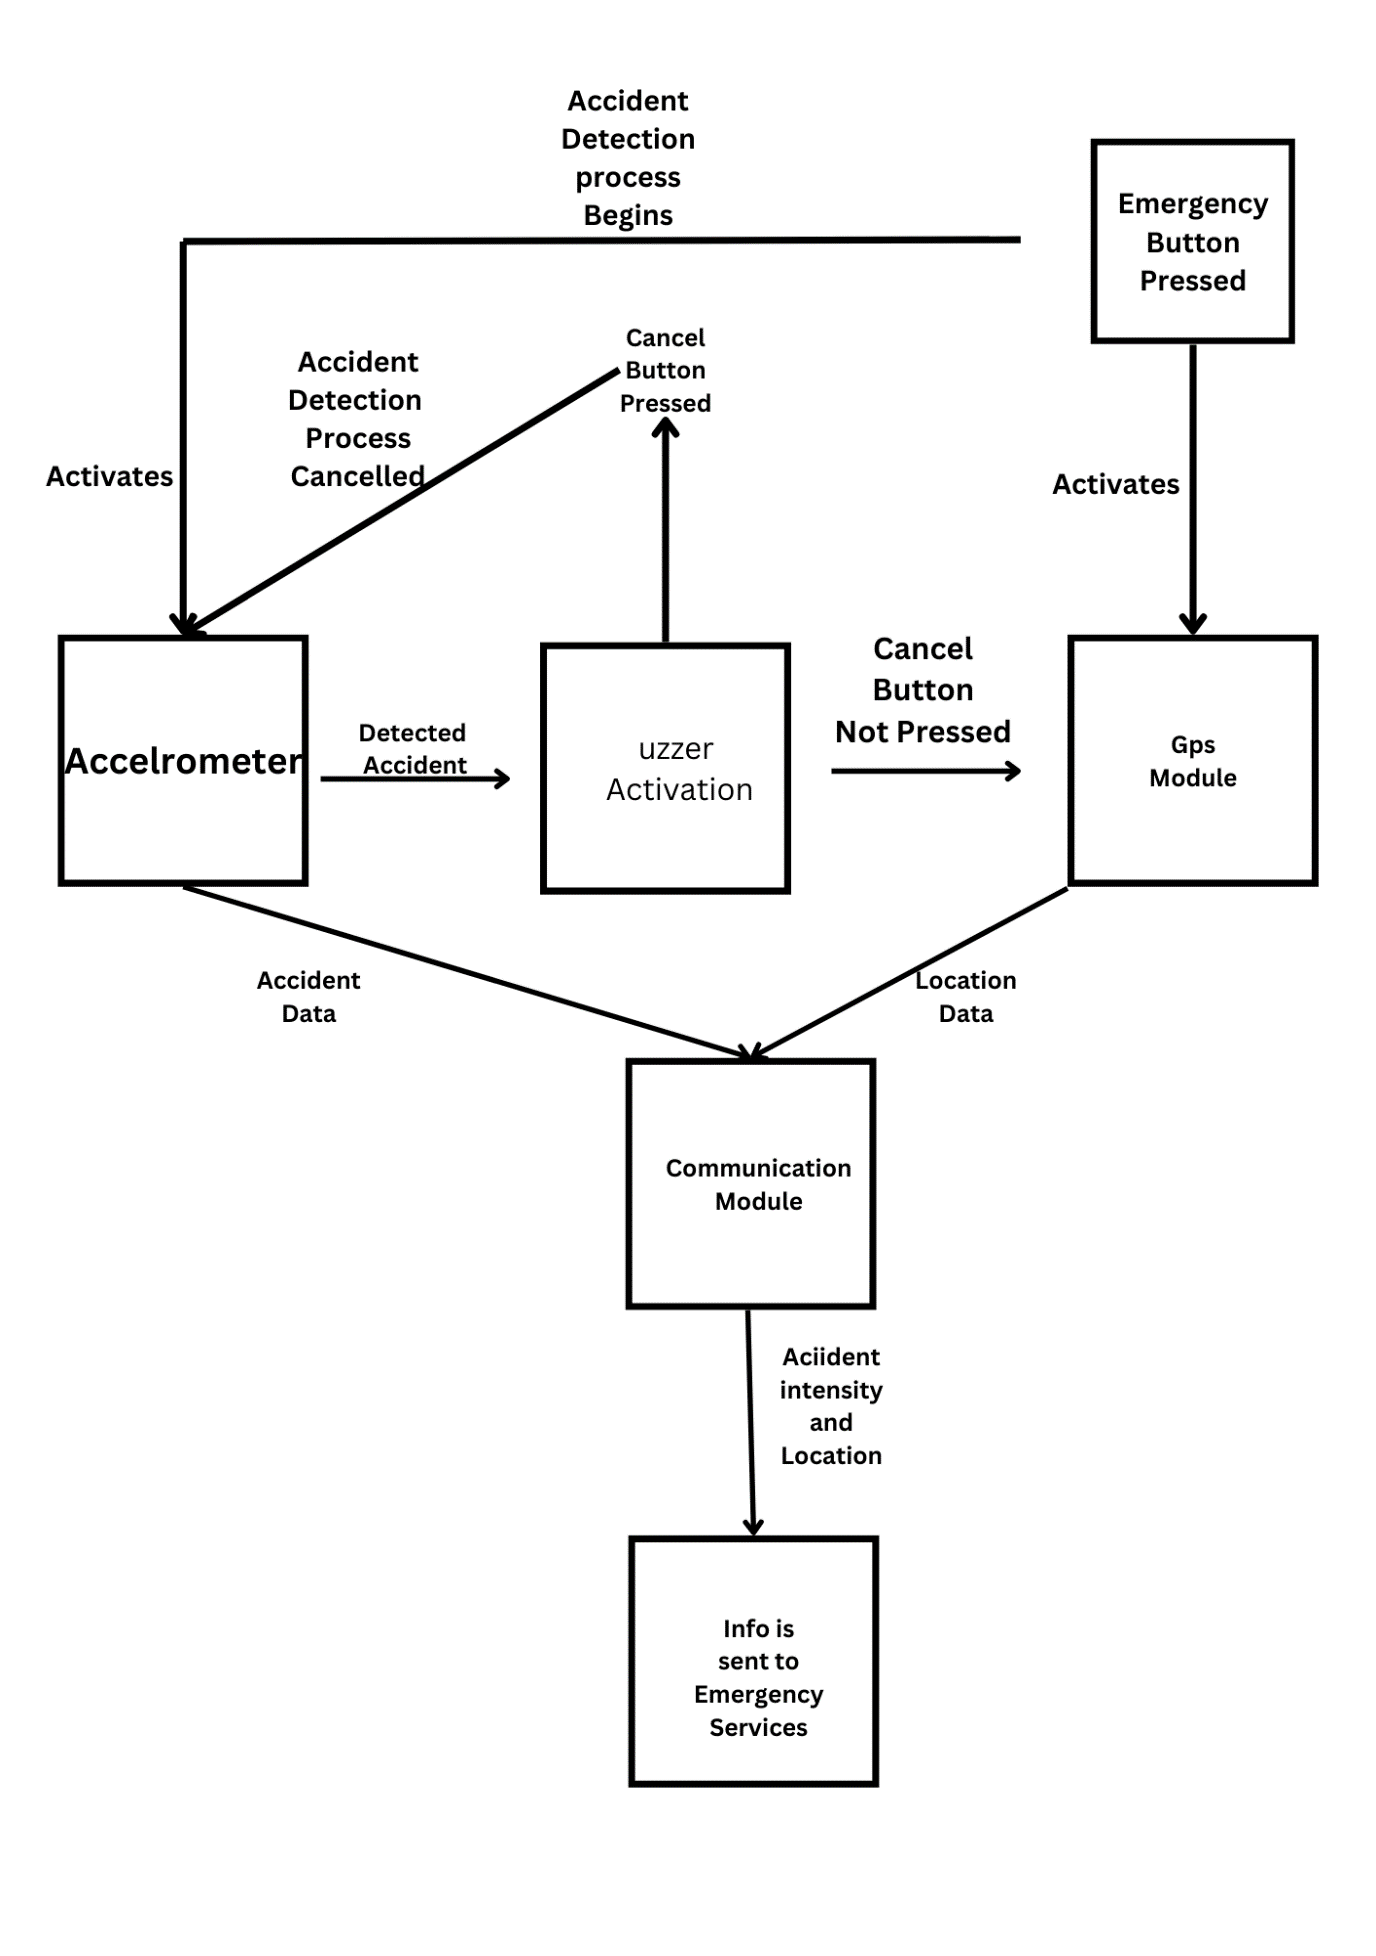 Accident
Detection
process
Begins
Emergency
Button
Pressed
Cancel
Button
Pressed
Accident
Detection
Process
Cancelled
Activates
Activates
Cancel
Button
Not Pressed
Detected
Accident
Accelrometer
uzzer
Activation
Gps
Module
Accident
Data
Location
Data
Communication
Module
Aciident
intensity
and
Location
Info is
sent to
Emergency
Services